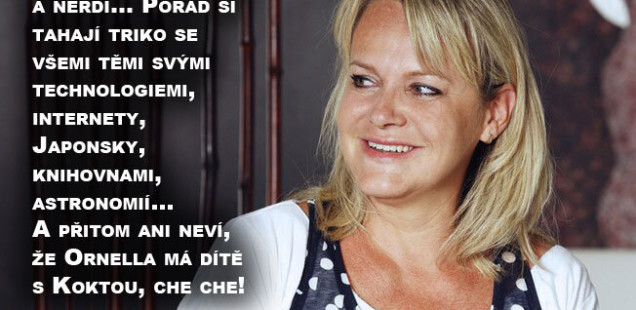 A NERDI... POŘÁD SI
TAHAJÍ TRIKO SE
VŠEMI TĚMI SVÝMI
TECHNOLOGIEMI,
INTERNETY,
JAPONSKY,
KNIHOVNAMI,
ASTRONOMIÍ...
A PŘITOM ANI NEVÍ,
ŽE ORNELLA MÁ DÍTĚ
S KOKTOU, CHE CHE!